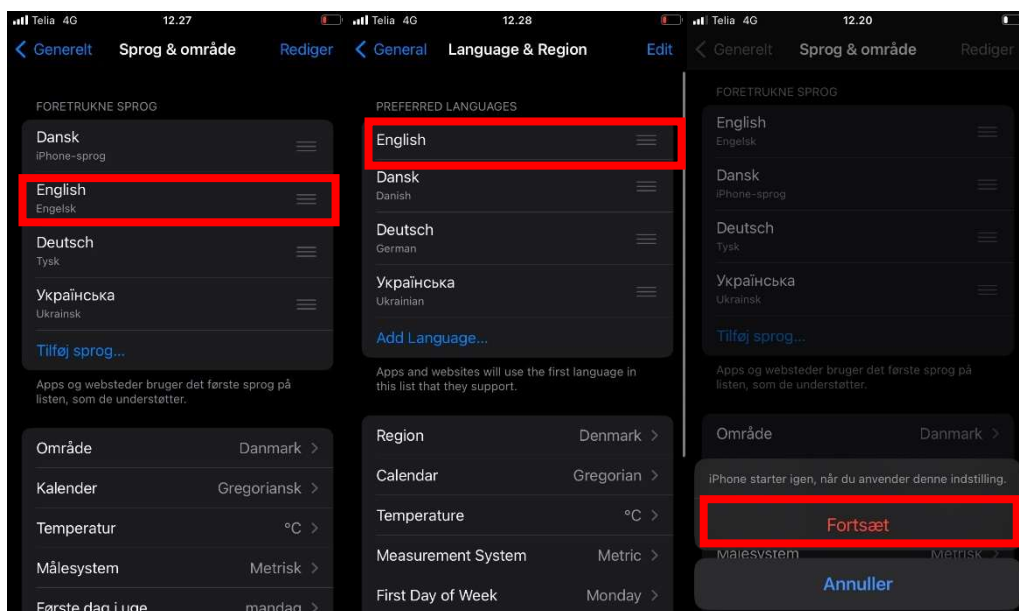 Telia 4G
12.27
Generelt
Sprog & område
Rediger
FORETRUKNE SPROG
Dansk
iPhone-sprog
English
Engelsk
Deutsch
Tysk
Українська
Ukrainsk
Tilføj sprog...
Apps og websteder bruger det første sprog på
listen, som de understøtter.
Område
Danmark
Kalender
Gregoriansk
Temperatur
°C
Målesystem
Metrisk
Første dag i uge
mandag
Telia 4G
12.28
General
Language & Region
Edit
PREFERRED LANGUAGES
English
Dansk
Danish
Deutsch
German
Українська
Ukrainian
Add Language...
Apps and websites will use the first language in
this list that they support.
Region
Denmark
Calendar
Gregorian
Temperature
°C
Measurement System
Metric
First Day of Week
Monday
Telia 4G
12.20
Generelt
Sprog & område
Rediger
FORETRUKNE SPROG
English
Engelsk
Dansk
iPhone-sprog
Deutsch
Tysk
Українська
Ukrainsk
Tilføj sprog...
Apps og websteder bruger det første sprog på
listen, som de understøtter.
Område
Danmark
iPhone starter igen, når du anvender denne indstilling.
Fortsæt
Målesystem
Metrisk
Annuller